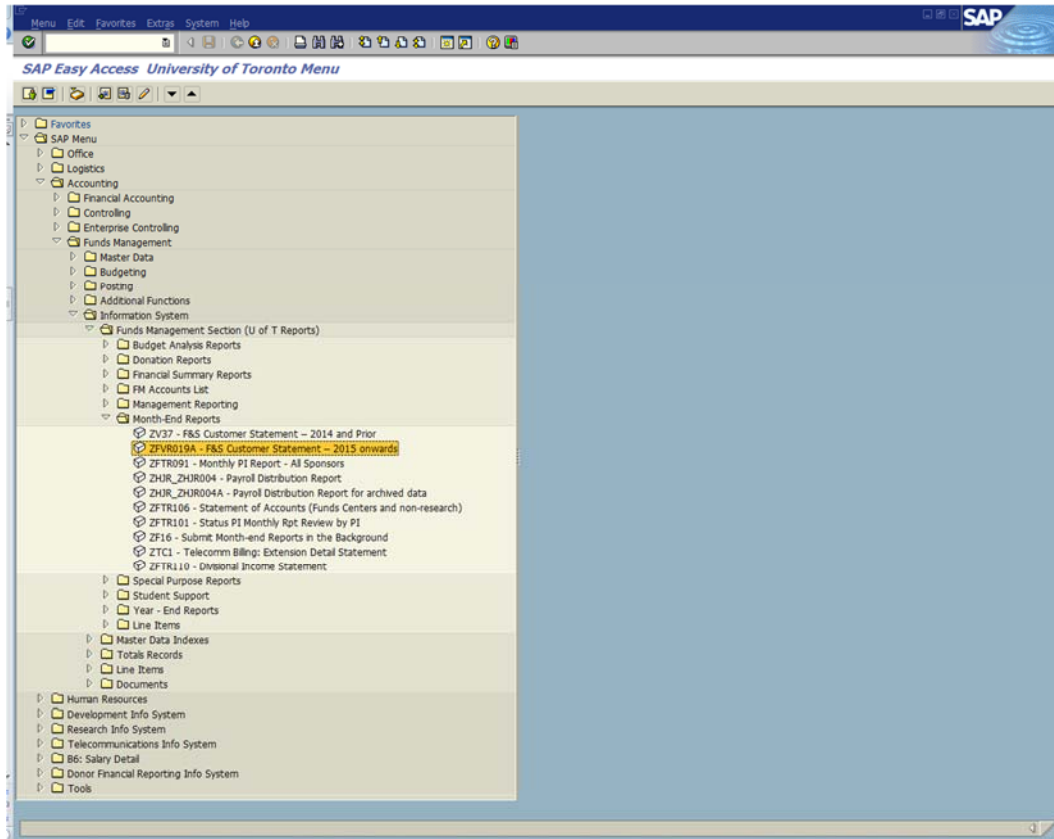 Menu Edit Favorites Extras System Help
SAP
SAP Easy Access University of Toronto Menu
Favorites
SAP Menu
Office
Logistics
Accounting
Financial Accounting
Controlling
Enterprise Controlling
Funds Management
Master Data
Budgeting
Posting
Additional Functions
Information System
Funds Management Section (U of T Reports)
Budget Analysis Reports
Donation Reports
Financial Summary Reports
FM Accounts List
Management Reporting
Month-End Reports
ZV37 - F&S Customer Statement – 2014 and Prior
ZFVR019A - F&S Customer Statement – 2015 onwards
ZFTR091 - Monthly PI Report - All Sponsors
ZHJR_ZHJR004 - Payroll Distribution Report
ZHJR_ZHJR004A - Payroll Distribution Report for archived data
ZFTR106 - Statement of Accounts (Funds Centers and non-research)
ZFTR101 - Status PI Monthly Rpt Review by PI
ZF16 - Submit Month-end Reports in the Background
ZTC1 - Telecomm Billing: Extension Detail Statement
ZFTR110 - Divisional Income Statement
Special Purpose Reports
Student Support
Year - End Reports
Line Items
Master Data Indexes
Totals Records
Line Items
Documents
Human Resources
Development Info System
Research Info System
Telecommunications Info System
B6: Salary Detail
Donor Financial Reporting Info System
Tools